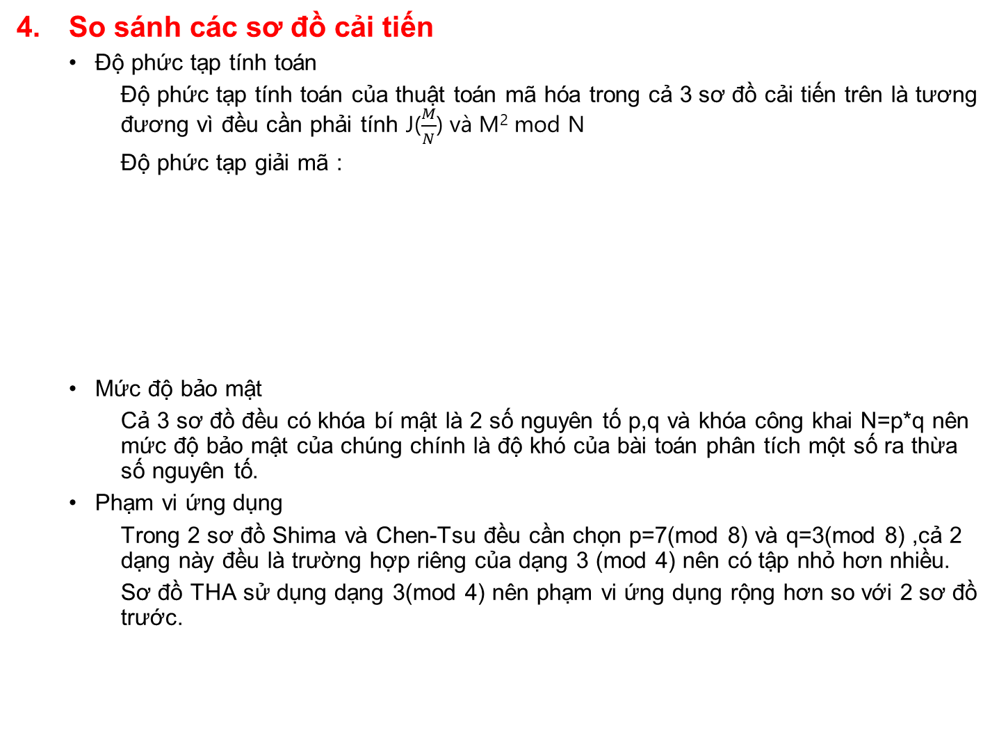 4. So sánh các sơ đồ cải tiến
• Độ phức tạp tính toán
Độ phức tạp tính toán của thuật toán mã hóa trong cả 3 sơ đồ cải tiến trên là tương
đương vì đều cần phải tính J(M/N) và M² mod N
Độ phức tạp giải mã :
• Mức độ bảo mật
Cả 3 sơ đồ đều có khóa bí mật là 2 số nguyên tố p,q và khóa công khai N=p*q nên
mức độ bảo mật của chúng chính là độ khó của bài toán phân tích một số ra thừa
số nguyên tố.
• Phạm vi ứng dụng
Trong 2 sơ đồ Shima và Chen-Tsu đều cần chọn p=7(mod 8) và q=3(mod 8) ,cả 2
dạng này đều là trường hợp riêng của dạng 3 (mod 4) nên có tập nhỏ hơn nhiều.
Sơ đồ THA sử dụng dạng 3(mod 4) nên phạm vi ứng dụng rộng hơn so với 2 sơ đồ
trước.